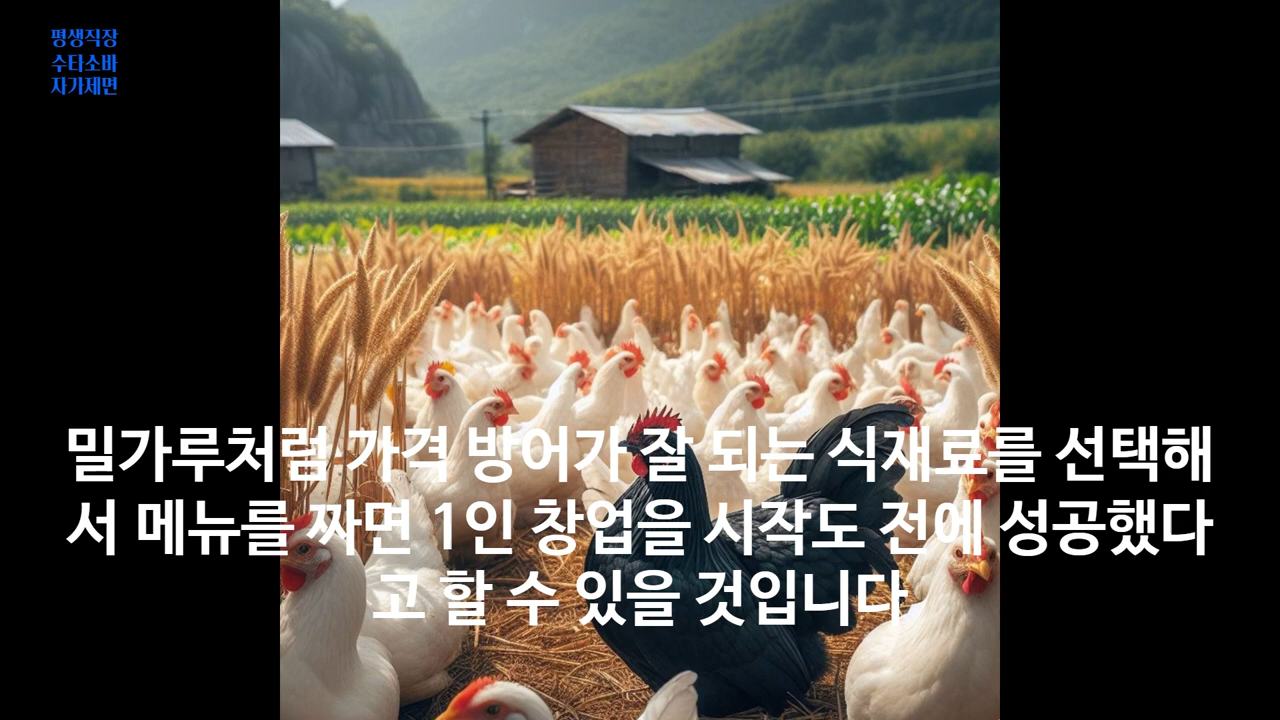 평생직장
수타소바
자가제면
밀가루처럼 가격 방어가 잘 되는 식재료를 선택해
서 메뉴를 짜면 1인 창업을 시작도 전에 성공했다
고 할 수 있을 것입니다